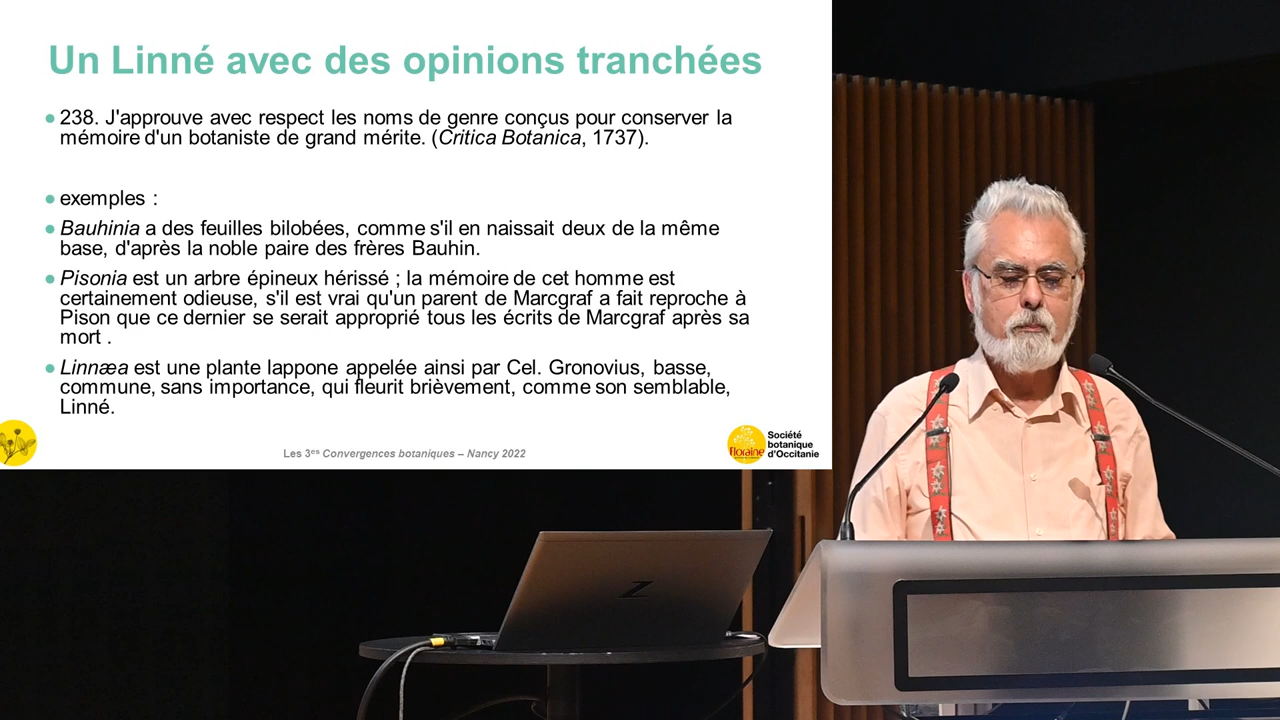 Un Linné avec des opinions tranchées
● 238. J'approuve avec respect les noms de genre conçus pour conserver la
mémoire d'un botaniste de grand mérite. (Critica Botanica, 1737).
● exemples :
● Bauhinia a des feuilles bilobées, comme s'il en naissait deux de la même
base, d'après la noble paire des frères Bauhin.
● Pisonia est un arbre épineux hérissé ; la mémoire de cet homme est
certainement odieuse, s'il est vrai qu'un parent de Marcgraf a fait reproche à
Pison que ce dernier se serait approprié tous les écrits de Marcgraf après sa
mort .
● Linnæa est une plante lappone appelée ainsi par Cel. Gronovius, basse,
commune, sans importance, qui fleurit brièvement, comme son semblable,
Linné.
Les 3es Convergences botaniques – Nancy 2022
Floraine
Société
botanique
d'Occitanie
Z